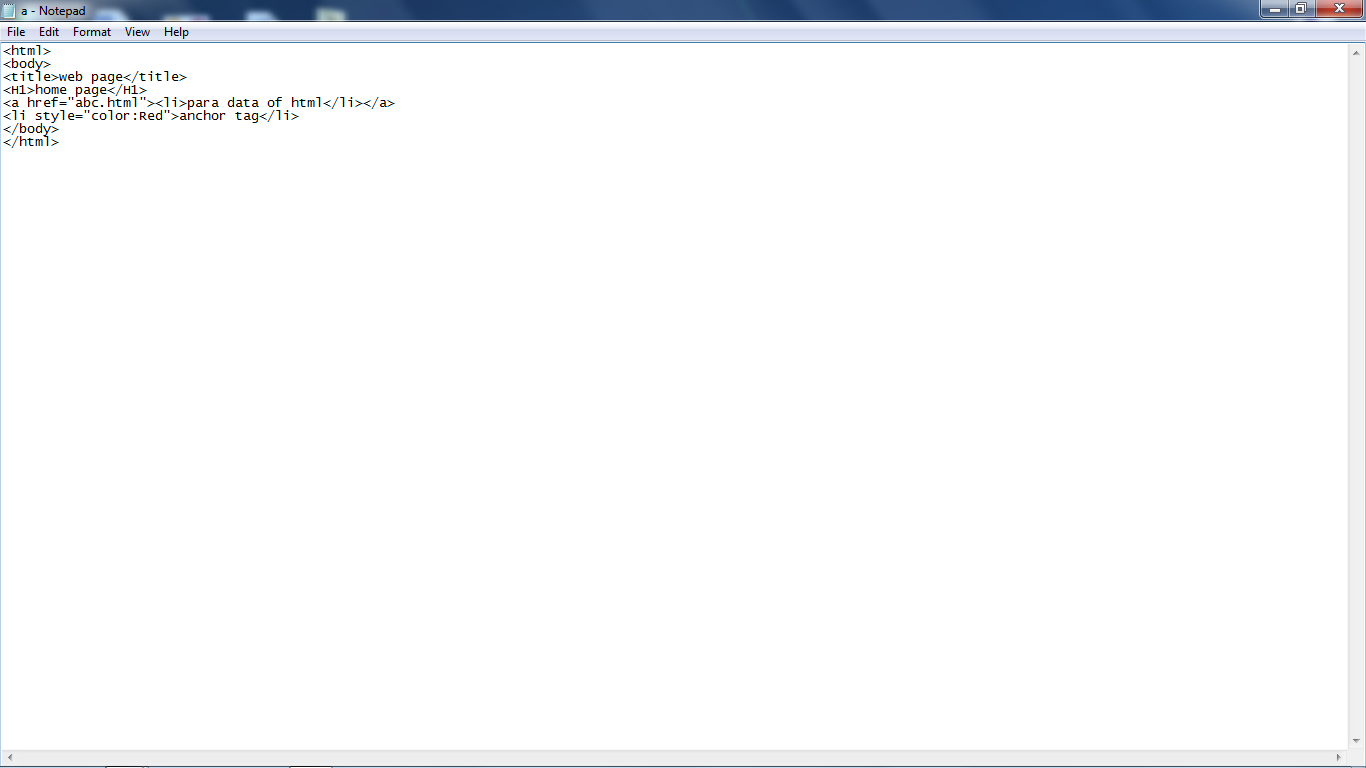 a - Notepad
File Edit Format View Help
<html>
<body>
<title>web page</title>
<H1>home page</H1>
<a href="abc.html"><li>para data of html</li></a>
<li style="color:Red">anchor tag</li>
</body>
</html>